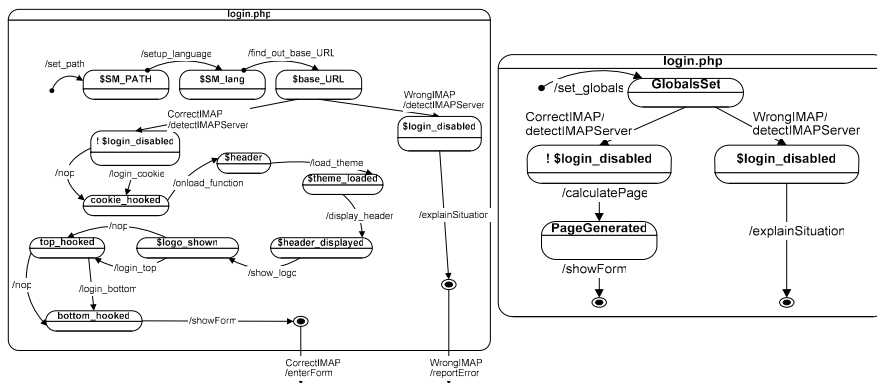 login.php
/set_path
/setup_language
/find_out_base_URL
$SM_PATH
$SM_lang
$base_URL
CorrectIMAP
/detectIMAPServer
WrongIMAP
/detectIMAPServer
! $login_disabled
$login_disabled
/nop
/login_cookie
/onload_function
$header
/load_theme
$theme_loaded
cookie_hooked
/display_header
/explainSituation
/nop
top_hooked
$logo_shown
$header_displayed
/login_top
/show_logo
/nop
/login_bottom
bottom_hooked
/showForm
CorrectIMAP
/enterForm
WrongIMAP
/reportError
login.php
/set_globals
GlobalsSet
CorrectIMAP/
detectIMAPServer
WrongIMAP/
detectIMAPServer
! $login_disabled
$login_disabled
/calculatePage
PageGenerated
/explainSituation
/showForm